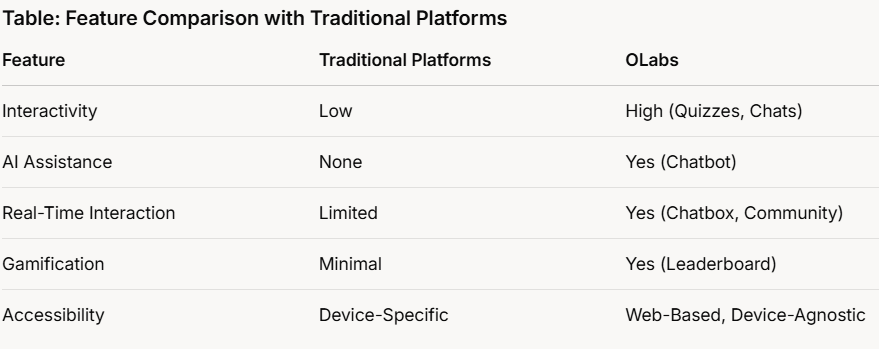 Table: Feature Comparison with Traditional Platforms
Feature Traditional Platforms OLabs
Interactivity Low High (Quizzes, Chats)
AI Assistance None Yes (Chatbot)
Real-Time Interaction Limited Yes (Chatbox, Community)
Gamification Minimal Yes (Leaderboard)
Accessibility Device-Specific Web-Based, Device-Agnostic